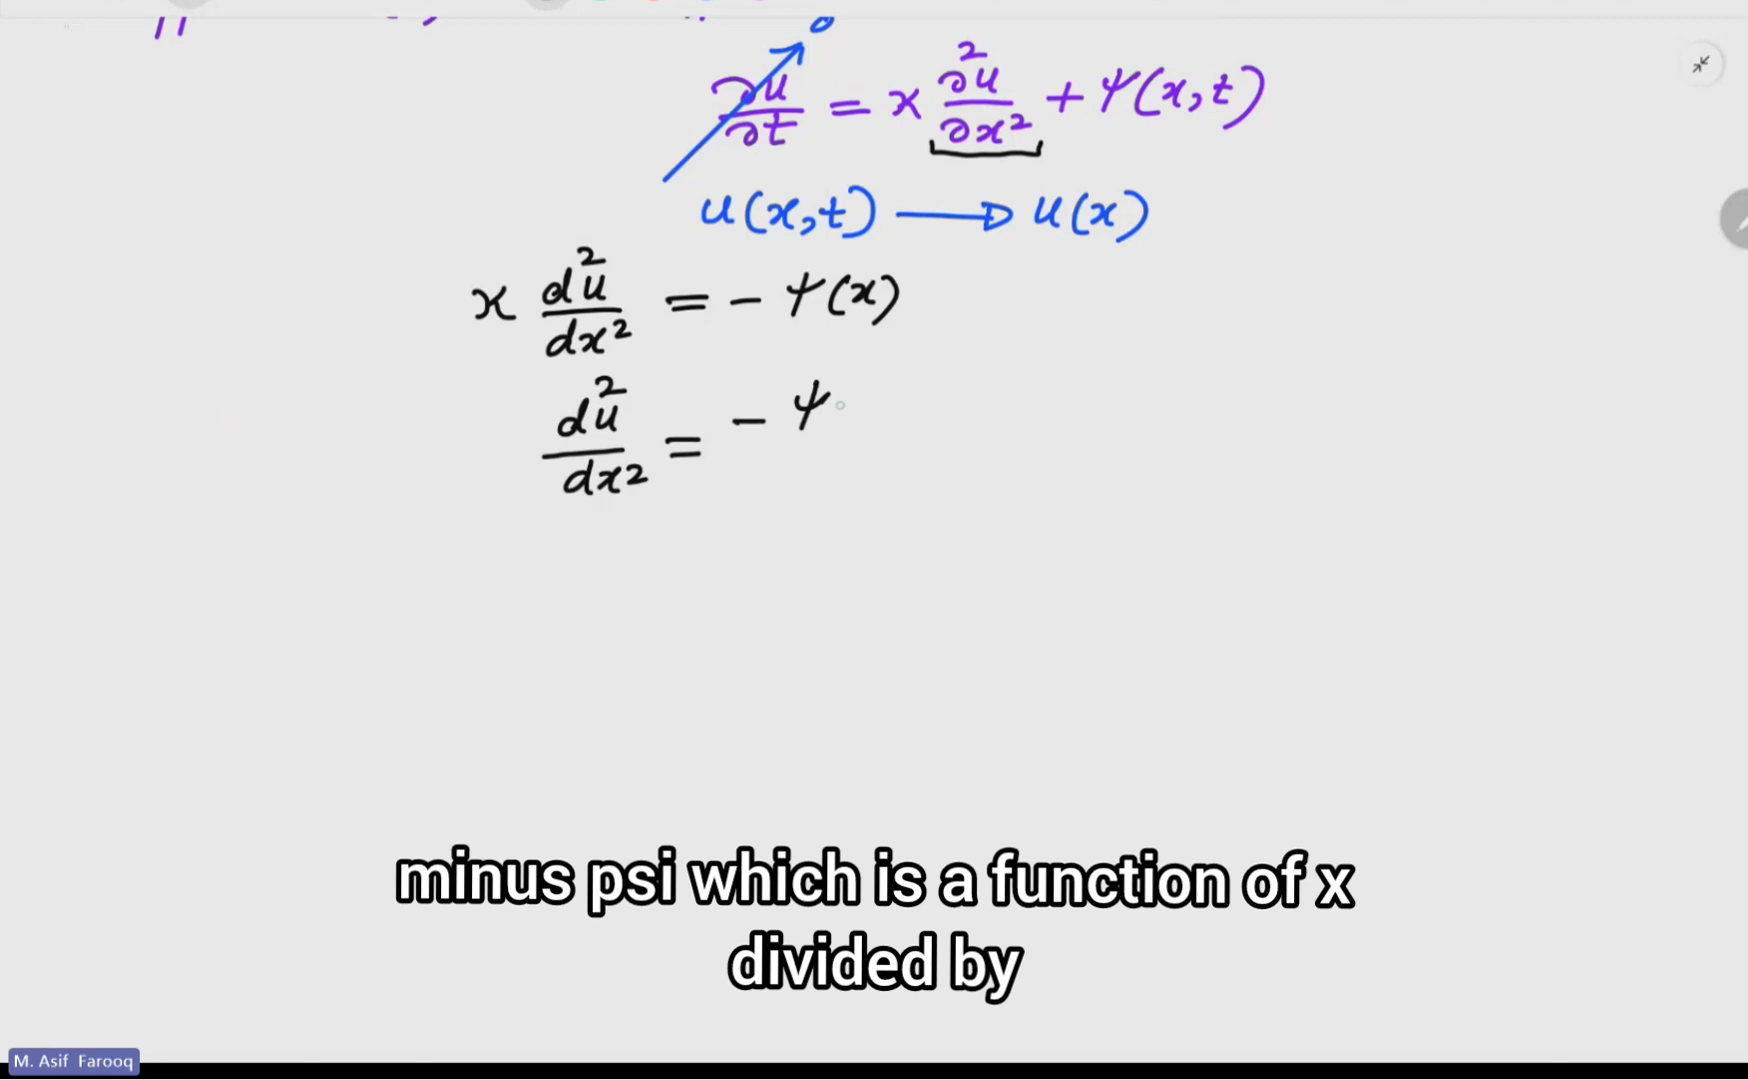 ∂u/∂t = x ∂²u/∂x² + ψ(x,t)
u(x,t) → u(x)
x d²u/dx² = - ψ(x)
d²u/dx² = - ψ
minus psi which is a function of x
divided by
M. Asif Farooq